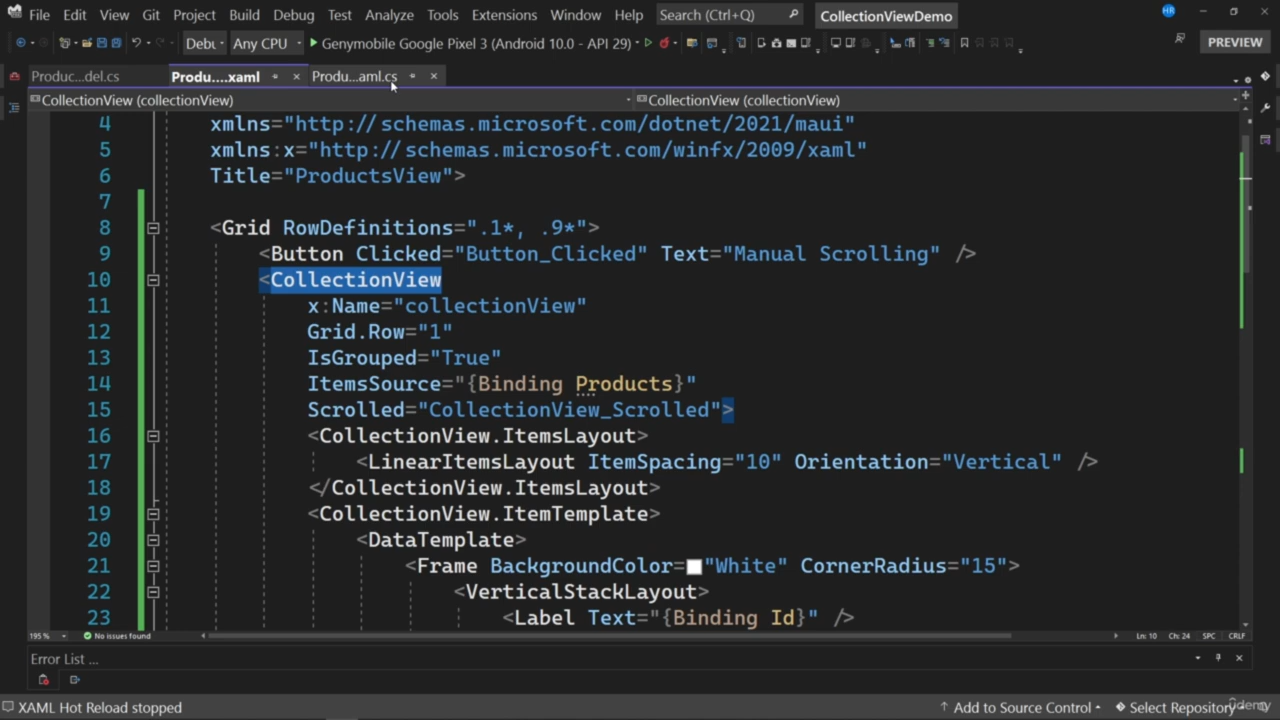 File Edit View Git Project Build Debug Test Analyze Tools Extensions Window Help Search (Ctrl+Q) CollectionViewDemo HR
Debu Any CPU Genymobile Google Pixel 3 (Android 10.0 - API 29) PREVIEW
Produc...del.cs Produ....xaml Produ...aml.cs
CollectionView (collectionView) CollectionView (collectionView)
4 xmlns="http://schemas.microsoft.com/dotnet/2021/maui"
5 xmlns:x="http://schemas.microsoft.com/winfx/2009/xaml"
6 Title="ProductsView">
7
8 <Grid RowDefinitions=".1*, .9*">
9 <Button Clicked="Button_Clicked" Text="Manual Scrolling" />
10 <CollectionView
11 x:Name="collectionView"
12 Grid.Row="1"
13 IsGrouped="True"
14 ItemsSource="{Binding Products}"
15 Scrolled="CollectionView_Scrolled">
16 <CollectionView.ItemsLayout>
17 <LinearItemsLayout ItemSpacing="10" Orientation="Vertical" />
18 </CollectionView.ItemsLayout>
19 <CollectionView.ItemTemplate>
20 <DataTemplate>
21 <Frame BackgroundColor="White" CornerRadius="15">
22 <VerticalStackLayout>
23 <Label Text="{Binding Id}" />
195 % No issues found Ln: 10 Ch: 24 SPC CRLF
Error List ...
XAML Hot Reload stopped Add to Source Control Select Repository
Udemy